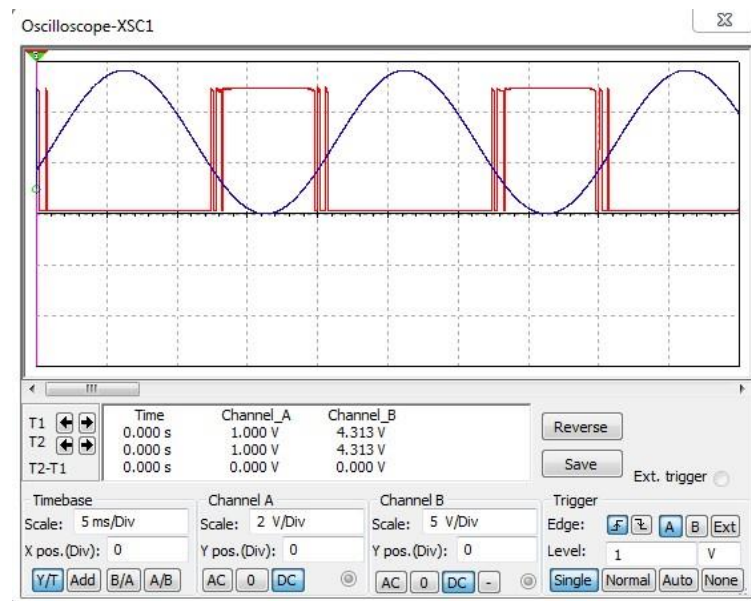 Oscilloscope-XSC1
Time Channel_A Channel_B
T1 0.000 s 1.000 V 4.313 V
T2 0.000 s 1.000 V 4.313 V
T2-T1 0.000 s 0.000 V 0.000 V
Reverse
Save
Ext. trigger
Timebase
Scale: 5 ms/Div
X pos.(Div): 0
Y/T Add B/A A/B
Channel A
Scale: 2 V/Div
Y pos.(Div): 0
AC 0 DC
Channel B
Scale: 5 V/Div
Y pos.(Div): 0
AC 0 DC -
Trigger
Edge: A B Ext
Level: 1 V
Single Normal Auto None